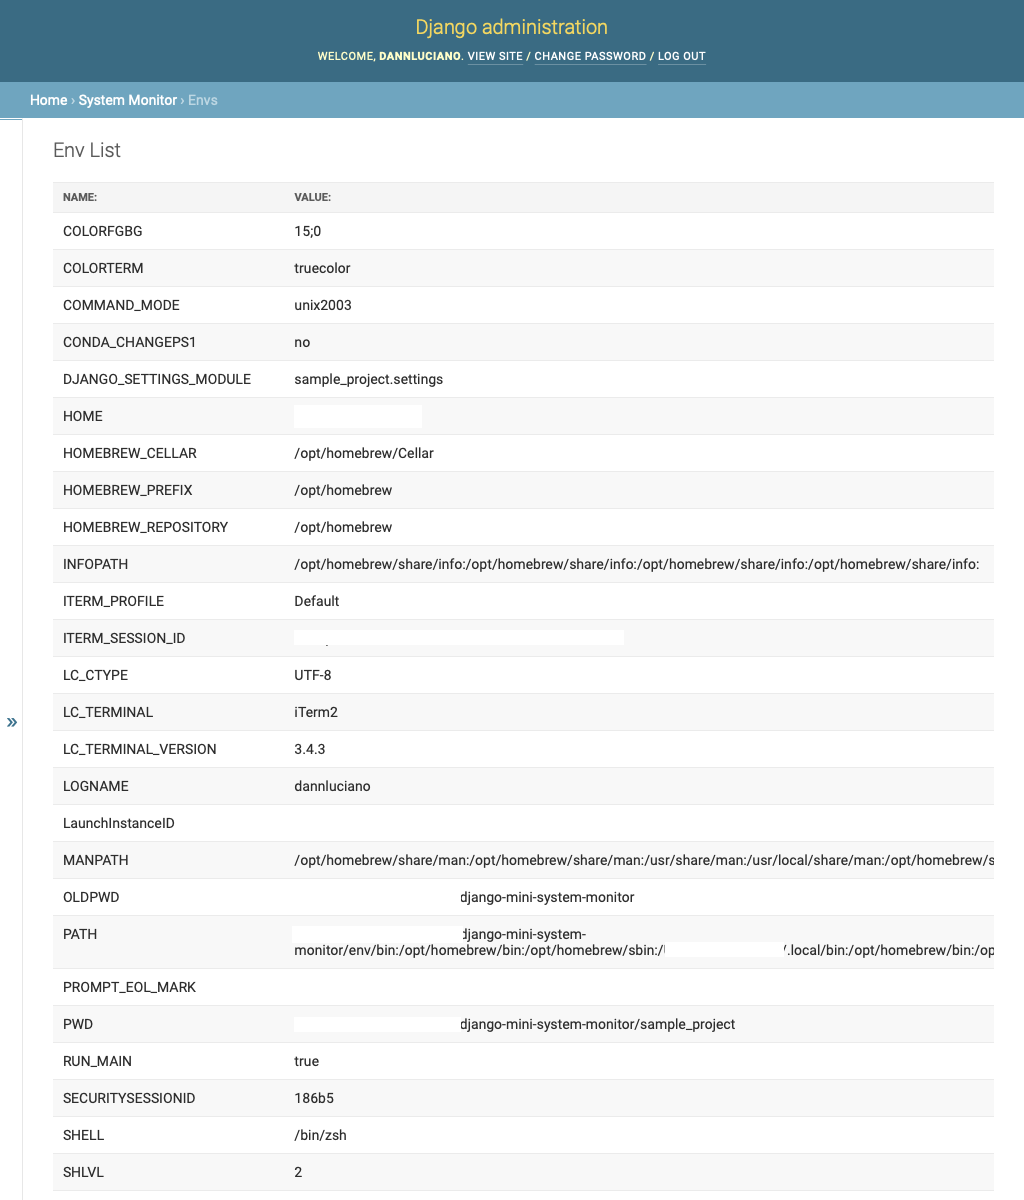 Django administration
WELCOME, DANNLUCIANO. VIEW SITE / CHANGE PASSWORD / LOG OUT
Home › System Monitor › Envs
Env List
NAME: VALUE:
COLORFGBG 15;0
COLORTERM truecolor
COMMAND_MODE unix2003
CONDA_CHANGEPS1 no
DJANGO_SETTINGS_MODULE sample_project.settings
HOME
HOMEBREW_CELLAR /opt/homebrew/Cellar
HOMEBREW_PREFIX /opt/homebrew
HOMEBREW_REPOSITORY /opt/homebrew
INFOPATH /opt/homebrew/share/info:/opt/homebrew/share/info:/opt/homebrew/share/info:/opt/homebrew/share/info:
ITERM_PROFILE Default
ITERM_SESSION_ID
LC_CTYPE UTF-8
LC_TERMINAL iTerm2
»
LC_TERMINAL_VERSION 3.4.3
LOGNAME dannluciano
LaunchInstanceID
MANPATH /opt/homebrew/share/man:/opt/homebrew/share/man:/usr/share/man:/usr/local/share/man:/opt/homebrew/s
OLDPWD django-mini-system-monitor
PATH django-mini-system-
monitor/env/bin:/opt/homebrew/bin:/opt/homebrew/sbin:/ /.local/bin:/opt/homebrew/bin:/op
PROMPT_EOL_MARK
PWD django-mini-system-monitor/sample_project
RUN_MAIN true
SECURITYSESSIONID 186b5
SHELL /bin/zsh
SHLVL 2